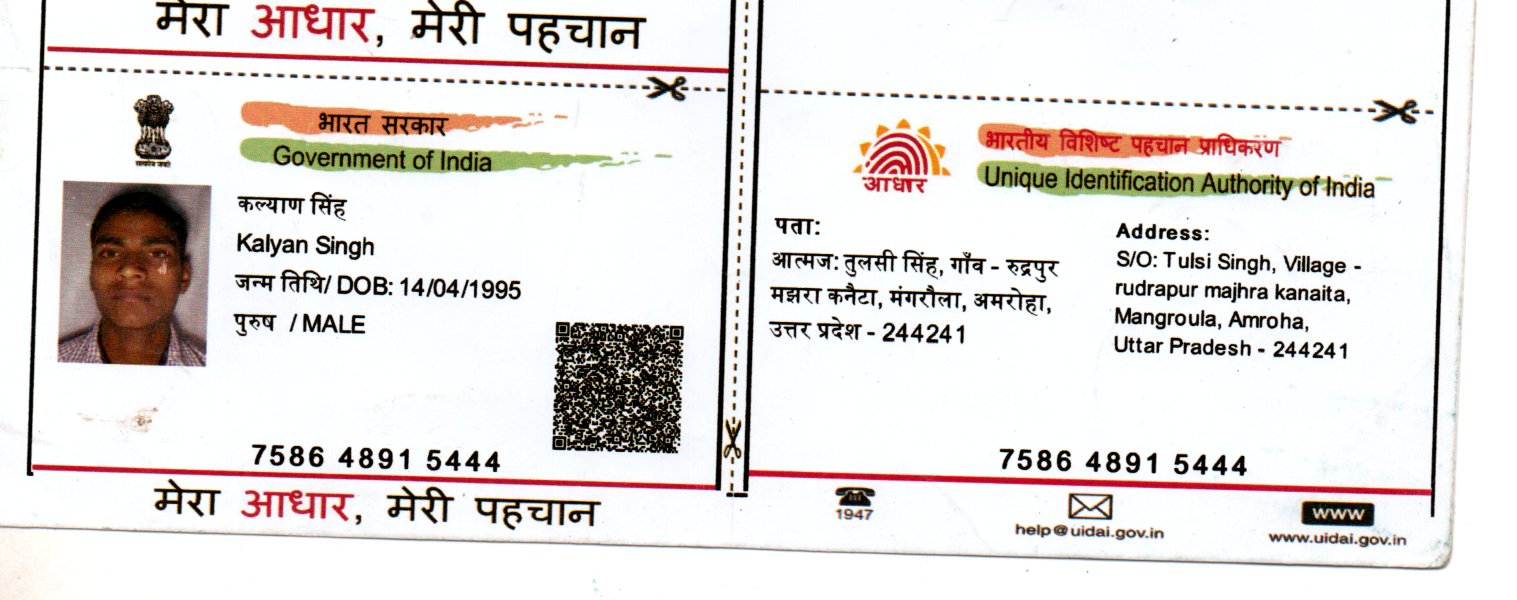 मेरा आधार, मेरी पहचान
भारत सरकार
Government of India
कल्याण सिंह
Kalyan Singh
जन्म तिथि/ DOB: 14/04/1995
पुरुष / MALE
7586 4891 5444
मेरा आधार, मेरी पहचान
आधार
भारतीय विशिष्ट पहचान प्राधिकरण
Unique Identification Authority of India
पता:
आत्मज: तुलसी सिंह, गाँव - रुद्रपुर
मझरा कनैटा, मंगरौला, अमरोहा,
उत्तर प्रदेश - 244241
Address:
S/O: Tulsi Singh, Village -
rudrapur majhra kanaita,
Mangroula, Amroha,
Uttar Pradesh - 244241
7586 4891 5444
1947
help@uidai.gov.in
www
www.uidai.gov.in